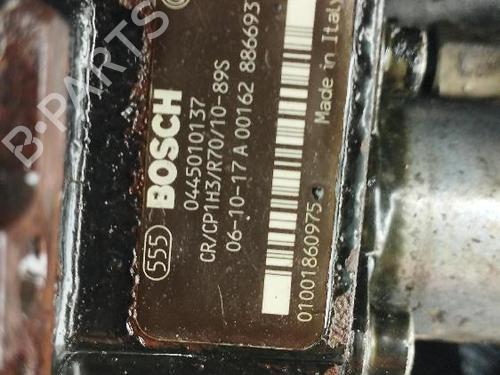 B-PARTS
555
BOSCH
0445010137
CR/CP1H3/R70/10-89S
06-10-17 A 00162 886693
01001860975
Made in Italy